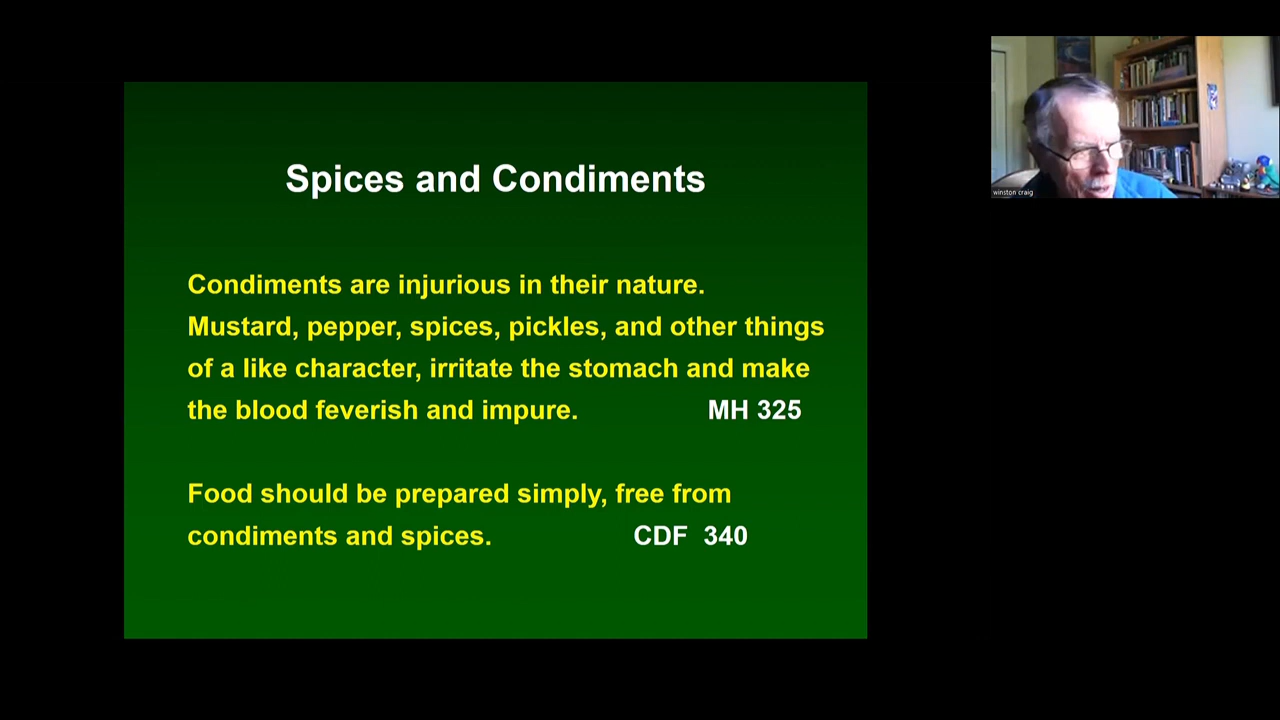 Spices and Condiments
Condiments are injurious in their nature.
Mustard, pepper, spices, pickles, and other things
of a like character, irritate the stomach and make
the blood feverish and impure. MH 325
Food should be prepared simply, free from
condiments and spices. CDF 340
winston craig